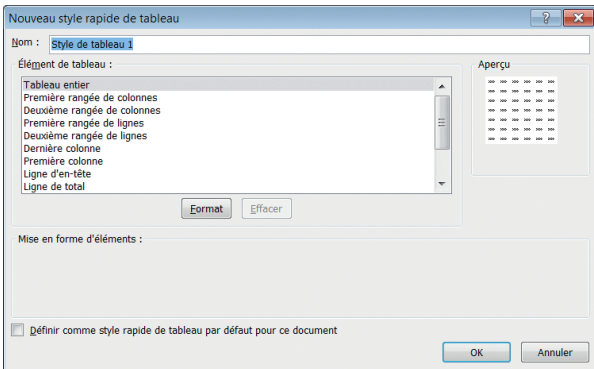 Nouveau style rapide de tableau
Nom : Style de tableau 1
Élément de tableau :
Aperçu
Tableau entier
Première rangée de colonnes
Deuxième rangée de colonnes
Première rangée de lignes
Deuxième rangée de lignes
Dernière colonne
Première colonne
Ligne d'en-tête
Ligne de total
Format Effacer
Mise en forme d'éléments :
Définir comme style rapide de tableau par défaut pour ce document
OK Annuler